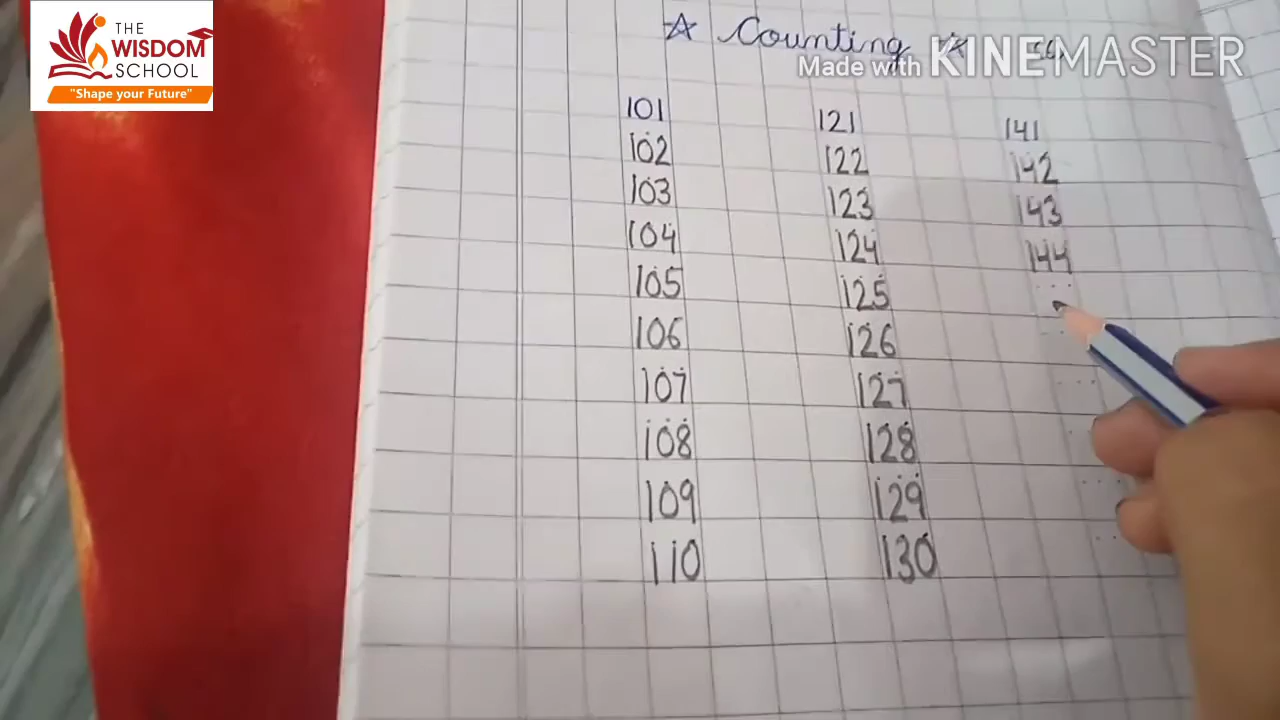 THE
WISDOM
SCHOOL
"Shape your Future"
☆ Counting ☆
Made with KINEMASTER
101 121 141
102 122 142
103 123 143
104 124 144
105 125
106 126
107 127
108 128
109 129
110 130